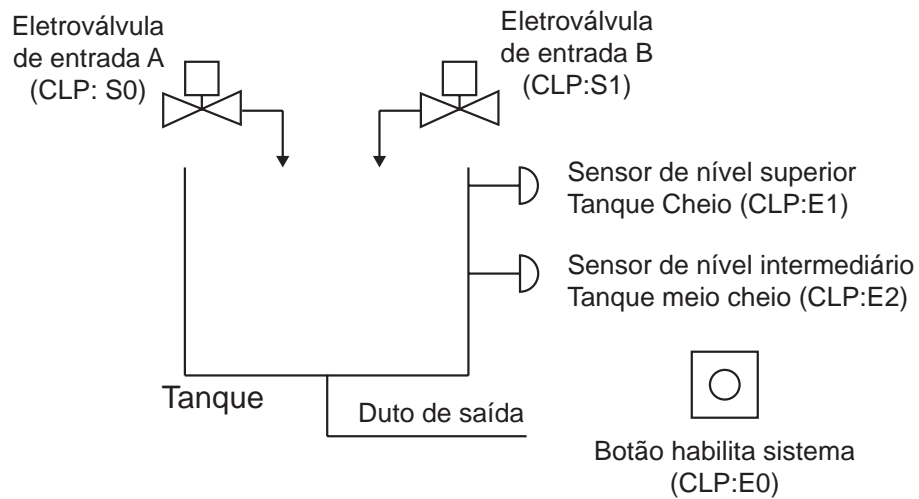 Eletroválvula
de entrada A
(CLP: S0)
Eletroválvula
de entrada B
(CLP:S1)
Sensor de nível superior
Tanque Cheio (CLP:E1)
Sensor de nível intermediário
Tanque meio cheio (CLP:E2)
Tanque
Duto de saída
Botão habilita sistema
(CLP:E0)